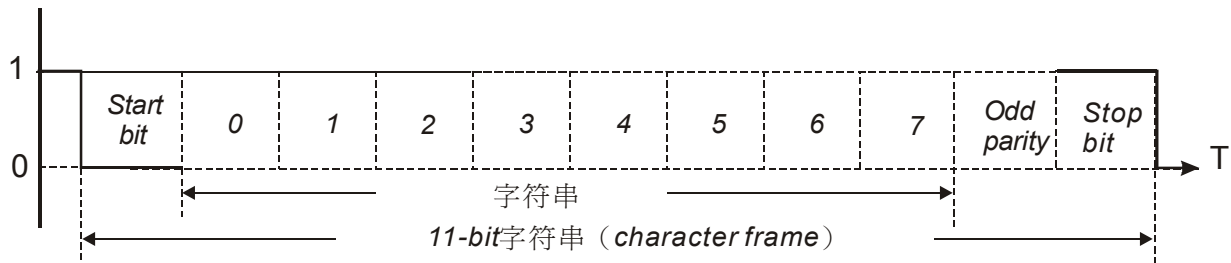 1
Start bit
0
1
2
3
4
5
6
7
Odd parity
Stop bit
0
T
字符串
11-bit字符串（character frame）